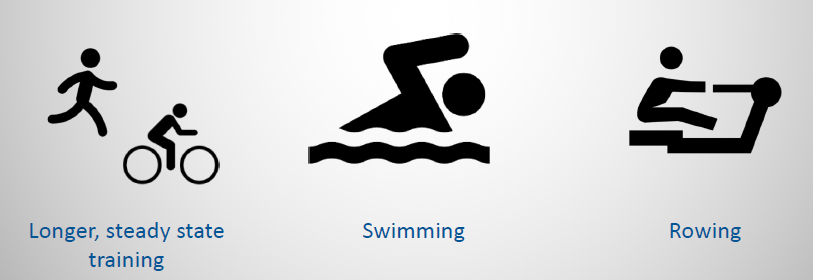 Longer, steady state
training
Swimming
Rowing